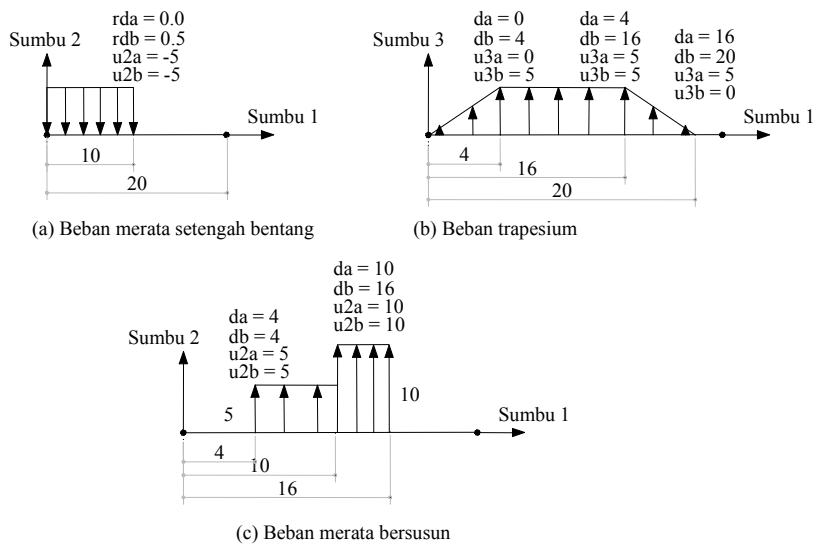 rda = 0.0
rdb = 0.5
u2a = -5
u2b = -5
Sumbu 2
Sumbu 1
10
20
(a) Beban merata setengah bentang
da = 0
db = 4
u3a = 0
u3b = 5
da = 4
db = 16
u3a = 5
u3b = 5
da = 16
db = 20
u3a = 5
u3b = 0
Sumbu 3
Sumbu 1
4
16
20
(b) Beban trapesium
da = 10
db = 16
u2a = 10
u2b = 10
da = 4
db = 4
u2a = 5
u2b = 5
Sumbu 2
5
10
Sumbu 1
4
10
16
(c) Beban merata bersusun